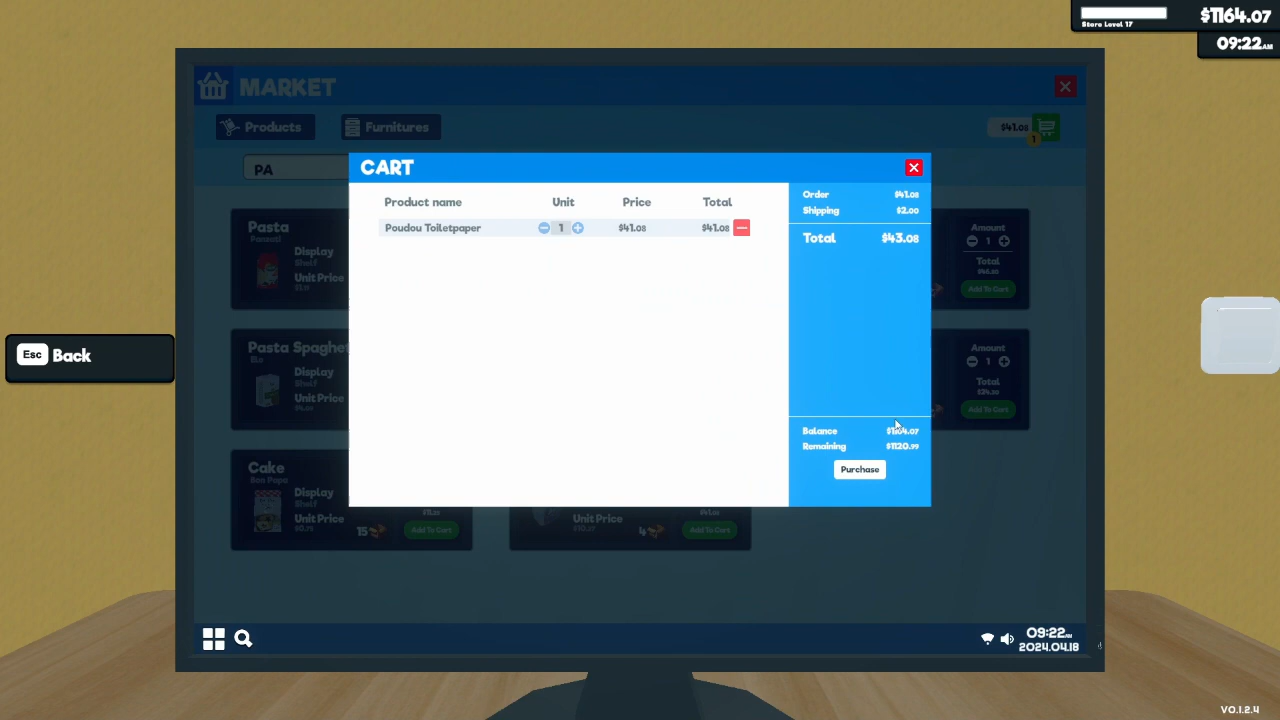 $1164.07
Store Level 17
09:22AM
MARKET
Products
Furnitures
$41.08
1
PA
CART
Product name Unit Price Total
Poudou Toiletpaper 1 $41.08 $41.08
Order $41.08
Shipping $2.00
Total $43.08
Balance
Remaining $1120.99
Purchase
Esc Back
Pasta
Display
Shelf
Unit Price
Amount
1
Total
Add To Cart
Pasta Spaghet
Display
Shelf
Unit Price
Amount
1
Total
Add To Cart
Cake
Display
Shelf
Unit Price
15
Add To Cart
Unit Price
4
Add To Cart
09:22AM
2024.04.18
V0.1.2.4